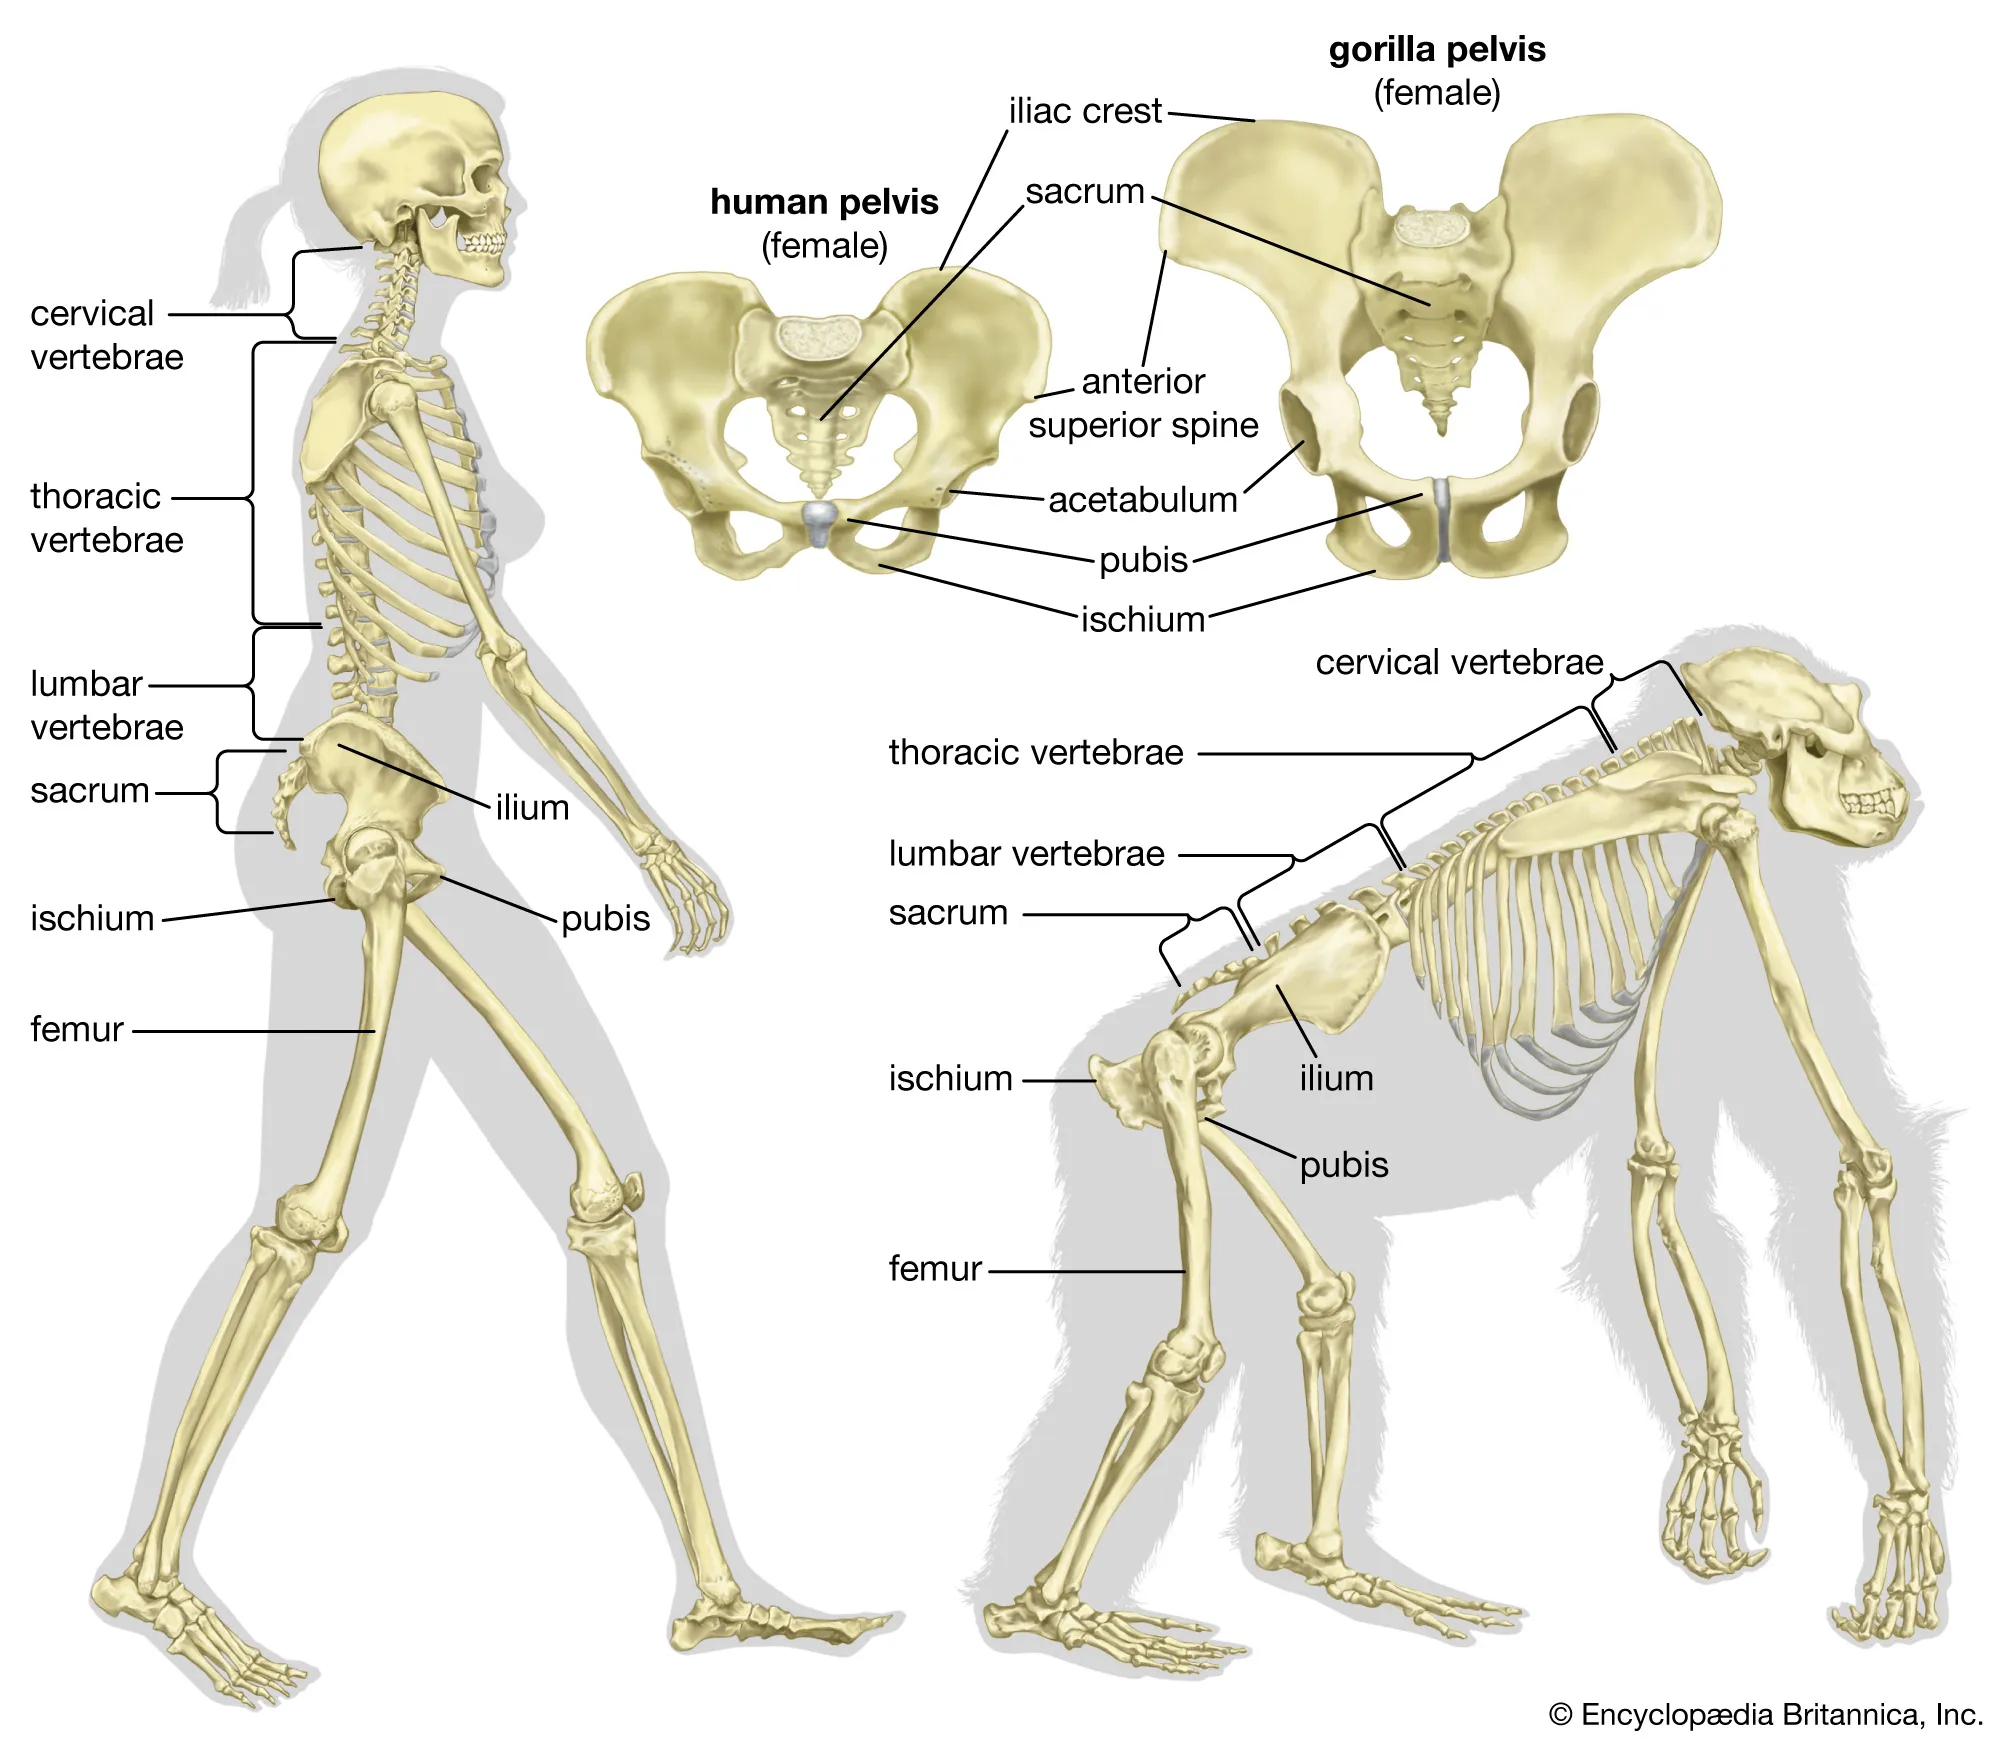 gorilla pelvis
(female)
iliac crest
sacrum
human pelvis
(female)
anterior
superior spine
acetabulum
pubis
ischium
cervical
vertebrae
thoracic
vertebrae
lumbar
vertebrae
sacrum
ilium
ischium
pubis
femur
cervical vertebrae
thoracic vertebrae
lumbar vertebrae
sacrum
ischium
ilium
pubis
femur
© Encyclopædia Britannica, Inc.